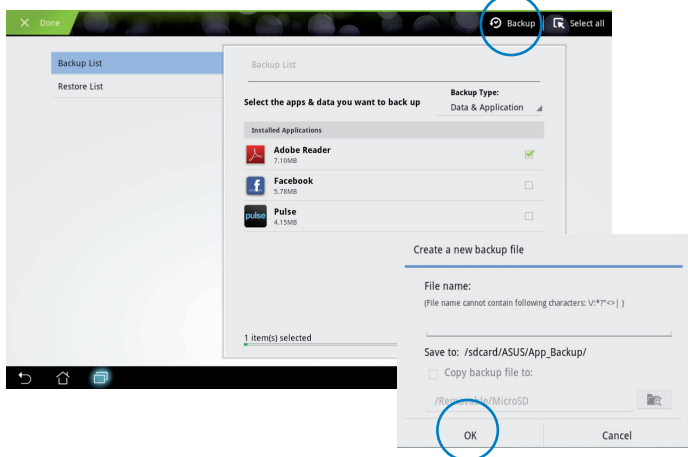 Done
Backup
Select all
Backup List
Restore List
Backup List
Select the apps & data you want to back up
Backup Type:
Data & Application
Installed Applications
Adobe Reader
7.10MB
Facebook
5.78MB
pulse
Pulse
4.15MB
1 item(s) selected
Create a new backup file
File name:
(File name cannot contain following characters: \/:*?"<>| )
Save to: /sdcard/ASUS/App_Backup/
Copy backup file to:
/Removable/MicroSD
OK
Cancel